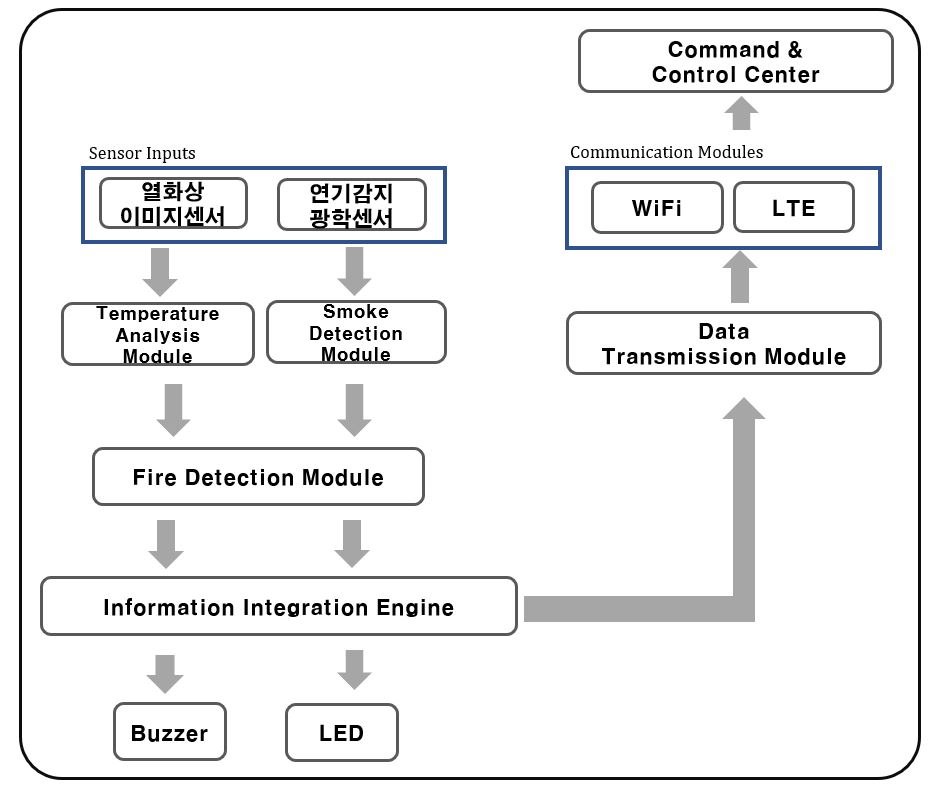 Command &
Control Center
Sensor Inputs
Communication Modules
열화상
이미지센서
연기감지
광학센서
WiFi
LTE
Temperature
Analysis
Module
Smoke
Detection
Module
Data
Transmission Module
Fire Detection Module
Information Integration Engine
Buzzer
LED